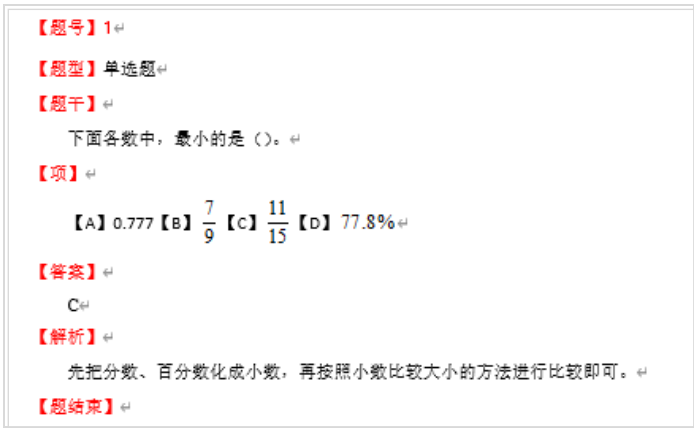 【题号】1
【题型】单选题
【题干】
下面各数中，最小的是（）。
【项】
【A】0.777【B】7/9【C】11/15【D】77.8%
【答案】
C
【解析】
先把分数、百分数化成小数，再按照小数比较大小的方法进行比较即可。
【题结束】